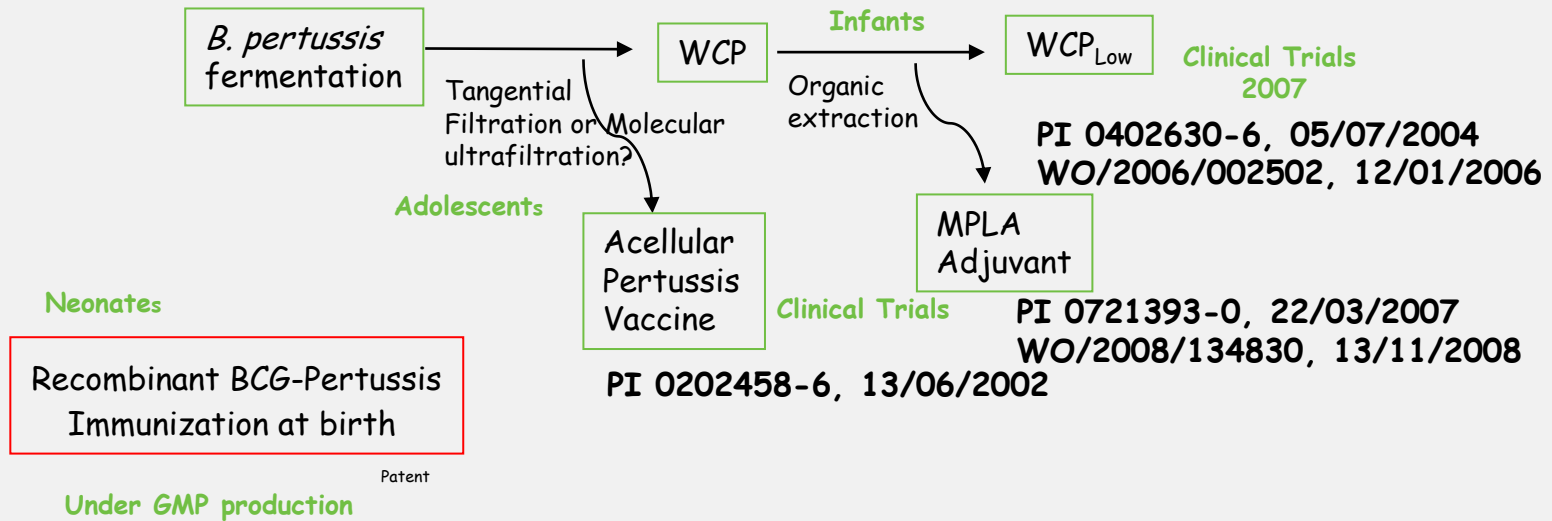 B. pertussis
fermentation
WCP
Infants
WCPLow
Clinical Trials
2007
Tangential
Filtration or Molecular
ultrafiltration?
Organic
extraction
PI 0402630-6, 05/07/2004
WO/2006/002502, 12/01/2006
Adolescents
Acellular
Pertussis
Vaccine
MPLA
Adjuvant
Neonates
Clinical Trials
PI 0721393-0, 22/03/2007
WO/2008/134830, 13/11/2008
PI 0202458-6, 13/06/2002
Recombinant BCG-Pertussis
Immunization at birth
Patent
Under GMP production